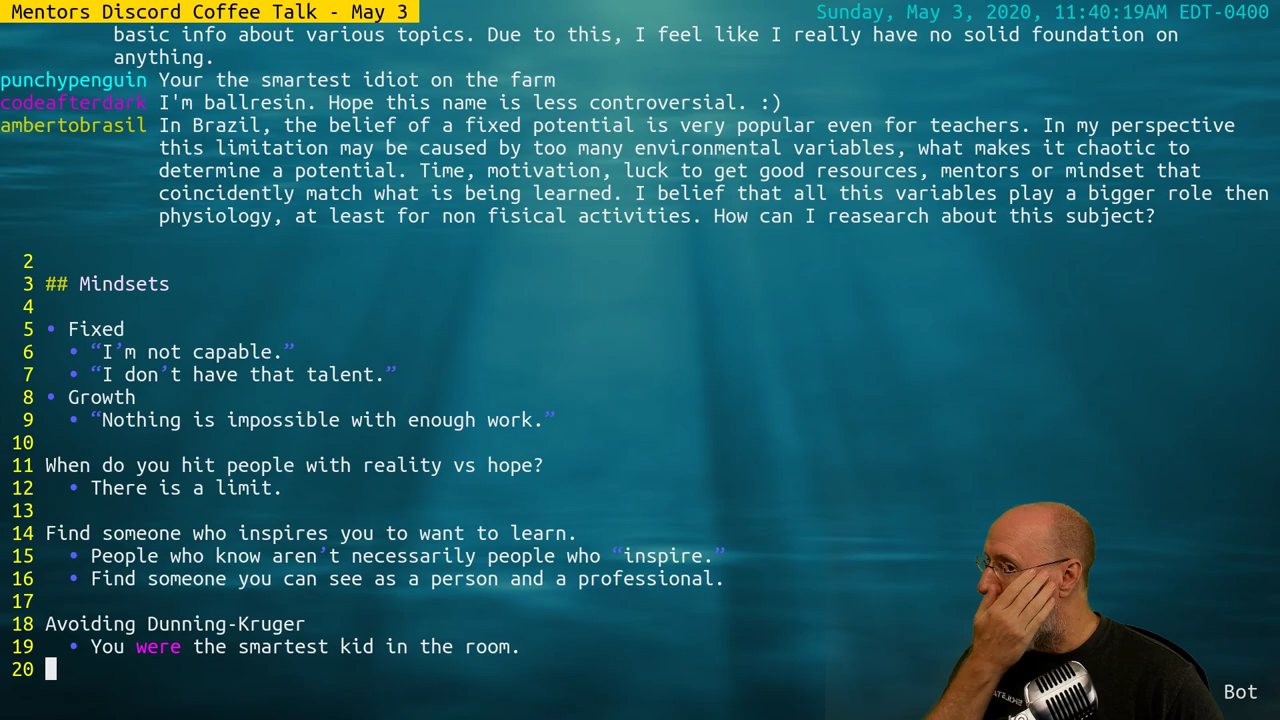 Mentors Discord Coffee Talk - May 3
Sunday, May 3, 2020, 11:40:19AM EDT-0400
basic info about various topics. Due to this, I feel like I really have no solid foundation on
anything.
punchypenguin Your the smartest idiot on the farm
codeafterdark I'm ballresin. Hope this name is less controversial. :)
ambertobrasil In Brazil, the belief of a fixed potential is very popular even for teachers. In my perspective
this limitation may be caused by too many environmental variables, what makes it chaotic to
determine a potential. Time, motivation, luck to get good resources, mentors or mindset that
coincidently match what is being learned. I belief that all this variables play a bigger role then
physiology, at least for non fisical activities. How can I reasearch about this subject?
2
3 ## Mindsets
4
5 • Fixed
6 • “I’m not capable.”
7 • “I don’t have that talent.”
8 • Growth
9 • “Nothing is impossible with enough work.”
10
11 When do you hit people with reality vs hope?
12 • There is a limit.
13
14 Find someone who inspires you to want to learn.
15 • People who know aren’t necessarily people who “inspire.”
16 • Find someone you can see as a person and a professional.
17
18 Avoiding Dunning-Kruger
19 • You were the smartest kid in the room.
20
Bot